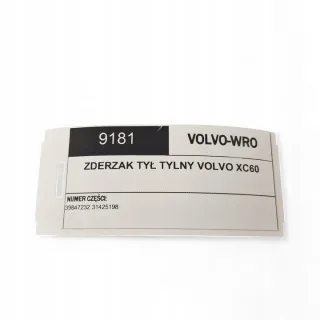 9181 VOLVO-WRO
ZDERZAK TYŁ TYLNY VOLVO XC60
NUMER CZĘŚCI:
39847232 31425198